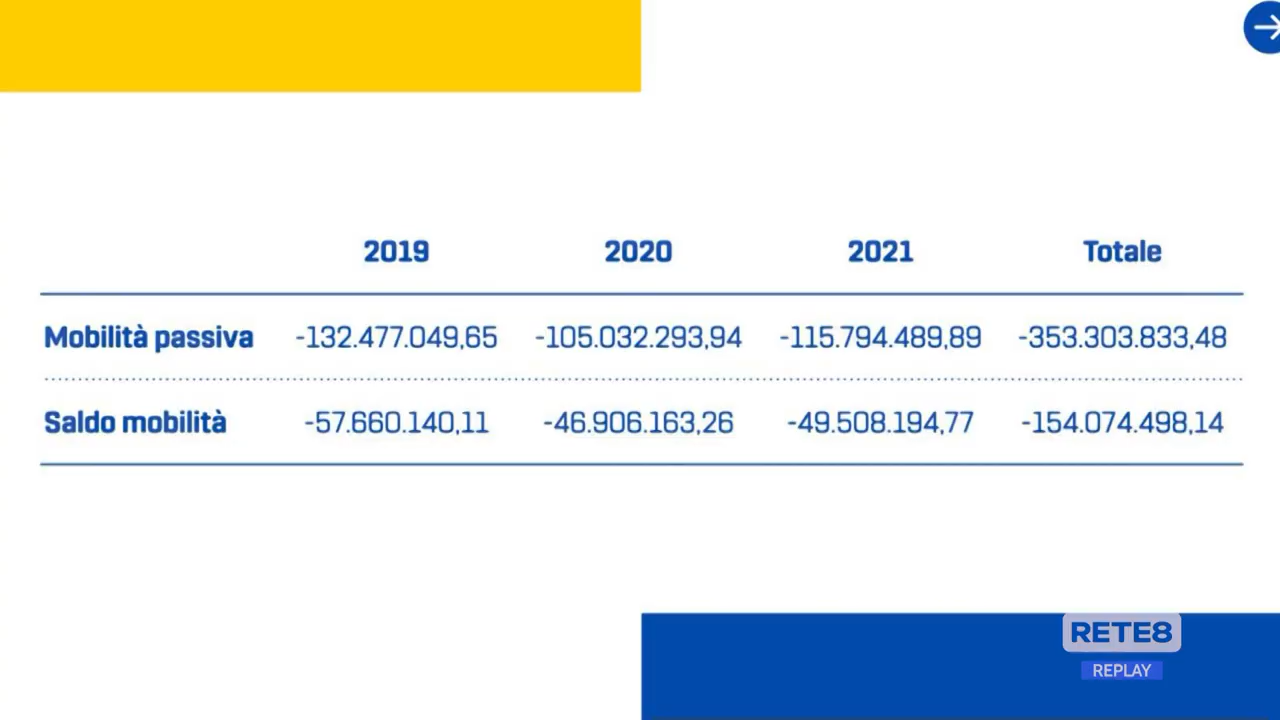 2019 2020 2021 Totale
Mobilità passiva -132.477.049,65 -105.032.293,94 -115.794.489,89 -353.303.833,48
Saldo mobilità -57.660.140,11 -46.906.163,26 -49.508.194,77 -154.074.498,14
RETE8
REPLAY